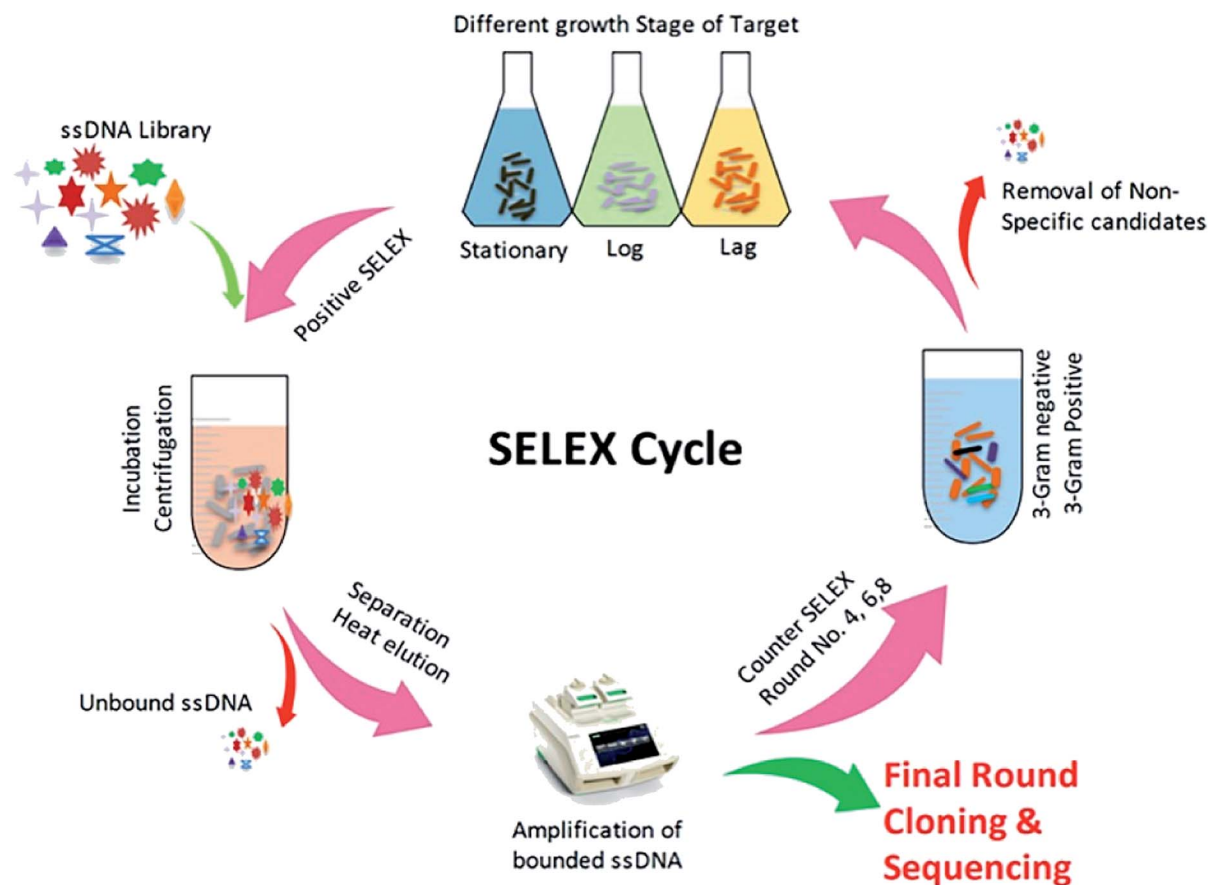 Different growth Stage of Target
ssDNA Library
Stationary
Log
Lag
Removal of Non-
Specific candidates
Positive SELEX
Incubation
Centrifugation
SELEX Cycle
3-Gram negative
3-Gram Positive
Separation
Heat elution
Unbound ssDNA
Counter SELEX
Round No. 4, 6,8
Amplification of
bounded ssDNA
Final Round
Cloning &
Sequencing